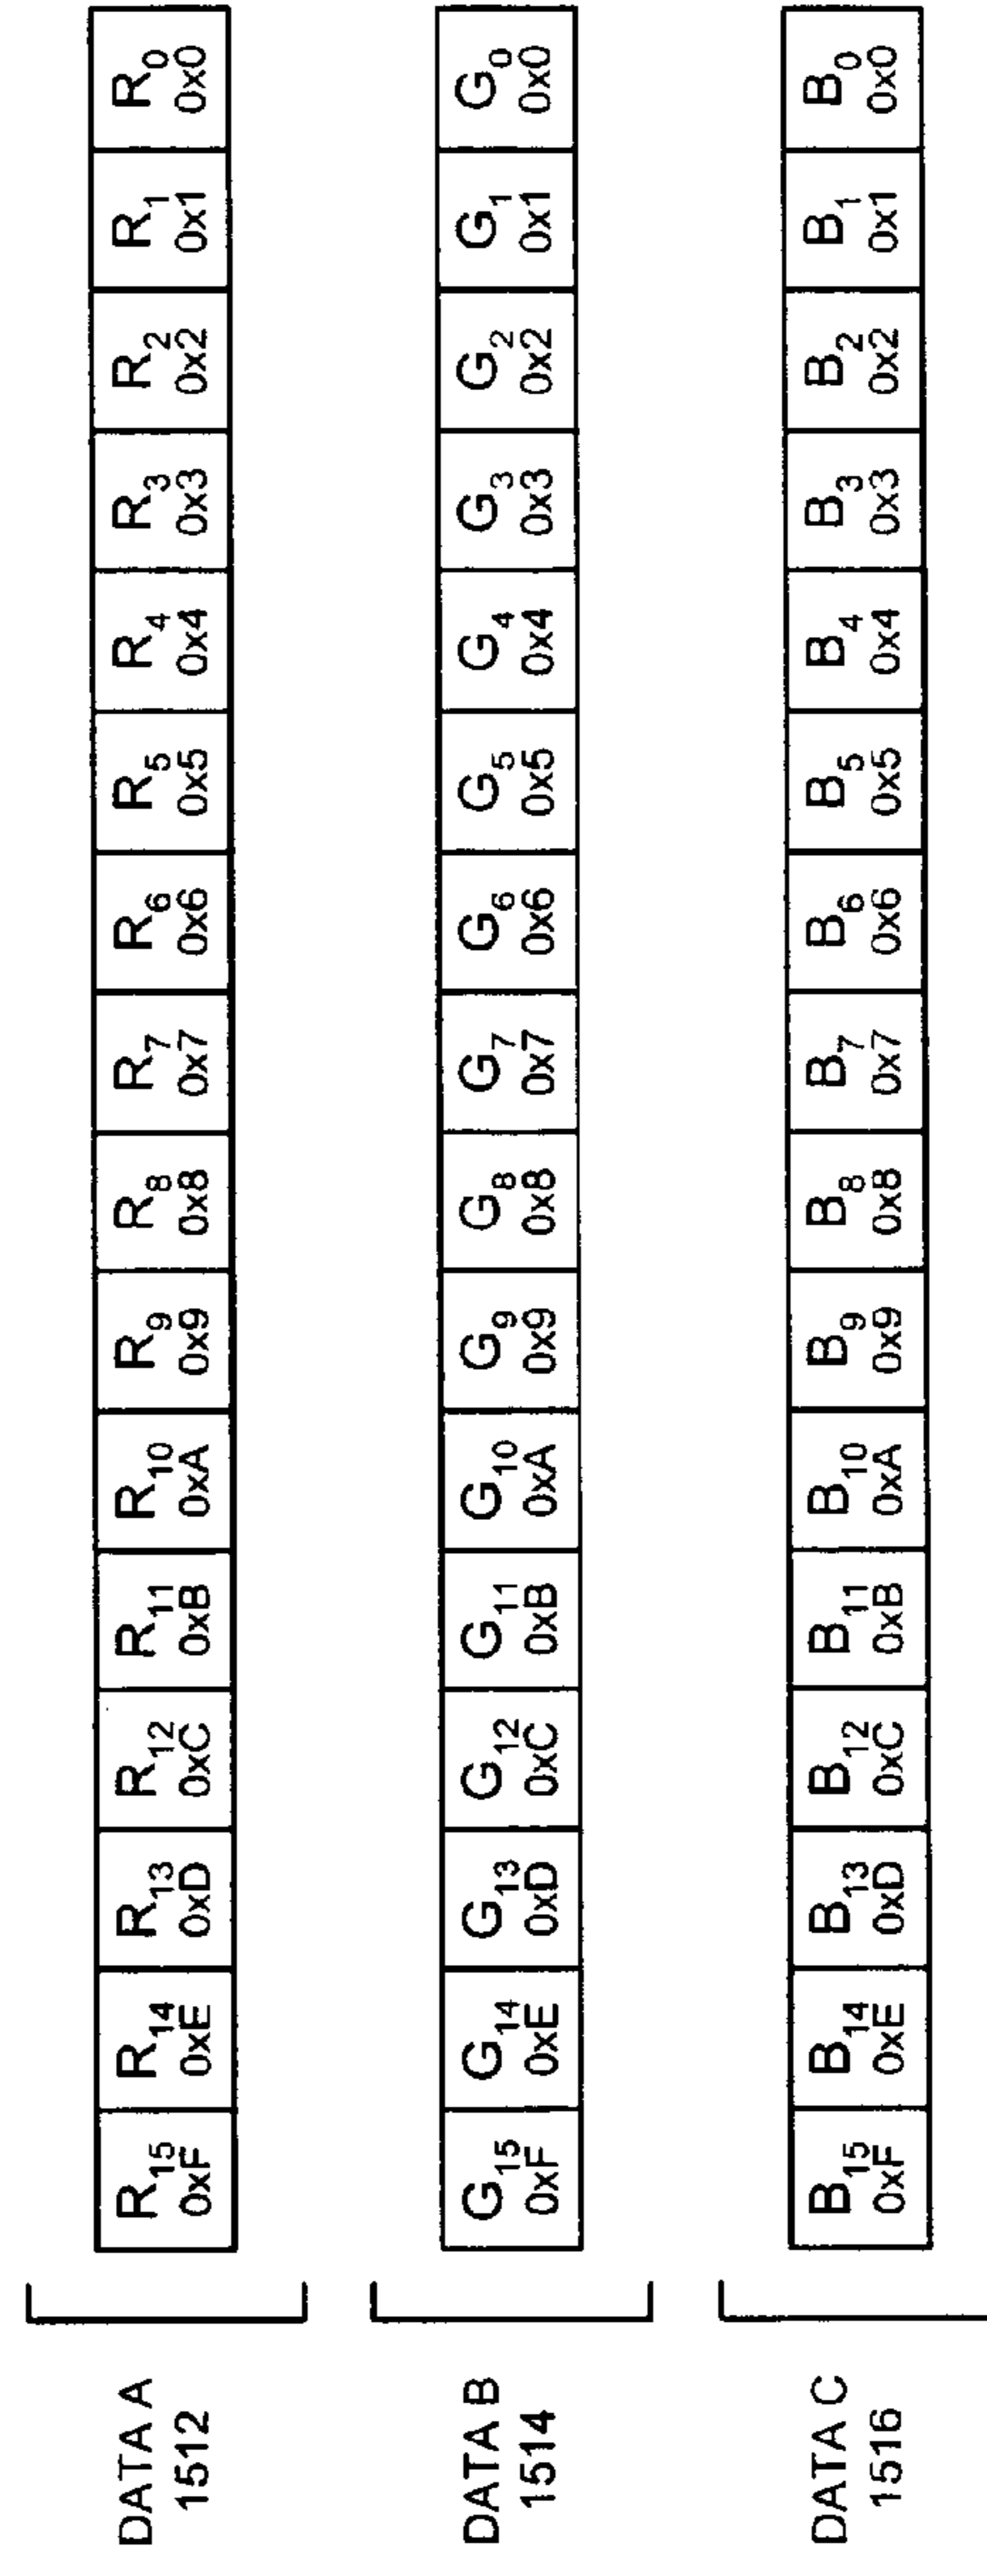 DATA A
1512
R15 R14 R13 R12 R11 R10 R9 R8 R7 R6 R5 R4 R3 R2 R1 R0
0xF 0xE 0xD 0xC 0xB 0xA 0x9 0x8 0x7 0x6 0x5 0x4 0x3 0x2 0x1 0x0
DATA B
1514
G15 G14 G13 G12 G11 G10 G9 G8 G7 G6 G5 G4 G3 G2 G1 G0
0xF 0xE 0xD 0xC 0xB 0xA 0x9 0x8 0x7 0x6 0x5 0x4 0x3 0x2 0x1 0x0
DATA C
1516
B15 B14 B13 B12 B11 B10 B9 B8 B7 B6 B5 B4 B3 B2 B1 B0
0xF 0xE 0xD 0xC 0xB 0xA 0x9 0x8 0x7 0x6 0x5 0x4 0x3 0x2 0x1 0x0